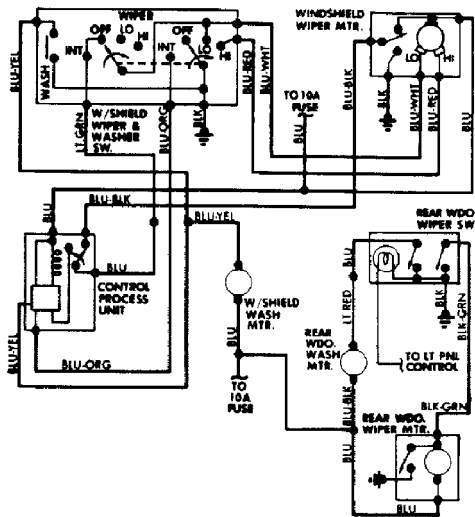 WIPER
OFF
LO
HI
INT
OFF
INT
LO
HI
WASH
BLU-YEL
LT GRN
W/SHIELD
WIPER &
WASHER
SW.
BLU-ORG
BLK
BLU-RED
BLU-WHT
TO 10A
FUSE
BLU
WINDSHIELD
WIPER MTR.
LO
HI
BLU-BLK
BLK
BLU-WHT
BLU-RED
BLU
BLU
BLU-BLK
BLU
CONTROL
PROCESS
UNIT
BLU-YEL
BLU-ORG
BLU-YEL
W/SHIELD
WASH
MTR.
BLU
TO
10A
FUSE
REAR WDO.
WIPER SW
BLU
BLK
BLK-GRN
LT RED
REAR
WDO.
WASH
MTR.
TO LT PNL
CONTROL
BLU-BLK
BLK-GRN
REAR WDO.
WIPER MTR.
BLU
BLU